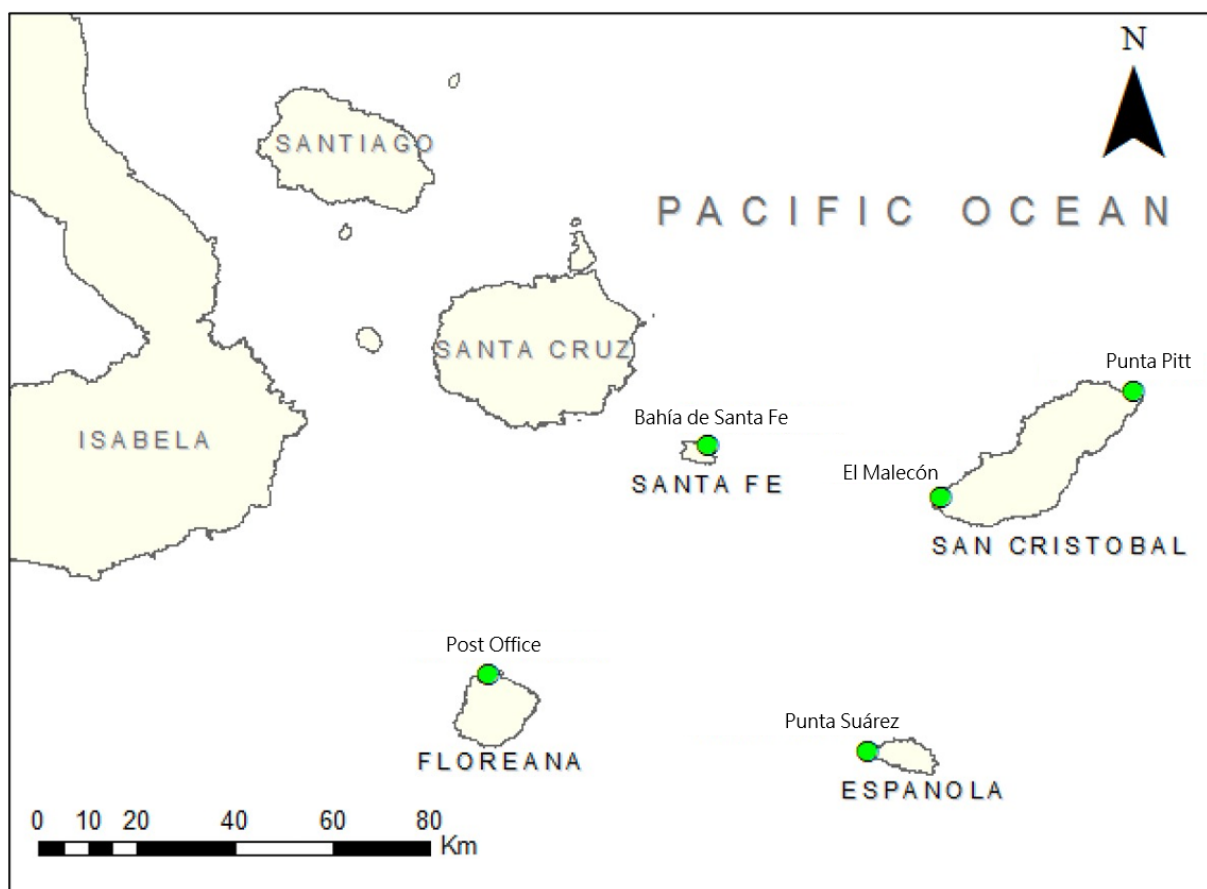 N
SANTIAGO
PACIFIC OCEAN
SANTA CRUZ
Punta Pitt
Bahía de Santa Fe
ISABELA
El Malecón
SANTA FE
SAN CRISTOBAL
Post Office
Punta Suárez
FLOREANA
ESPANOLA
0 10 20 40 60 80
Km